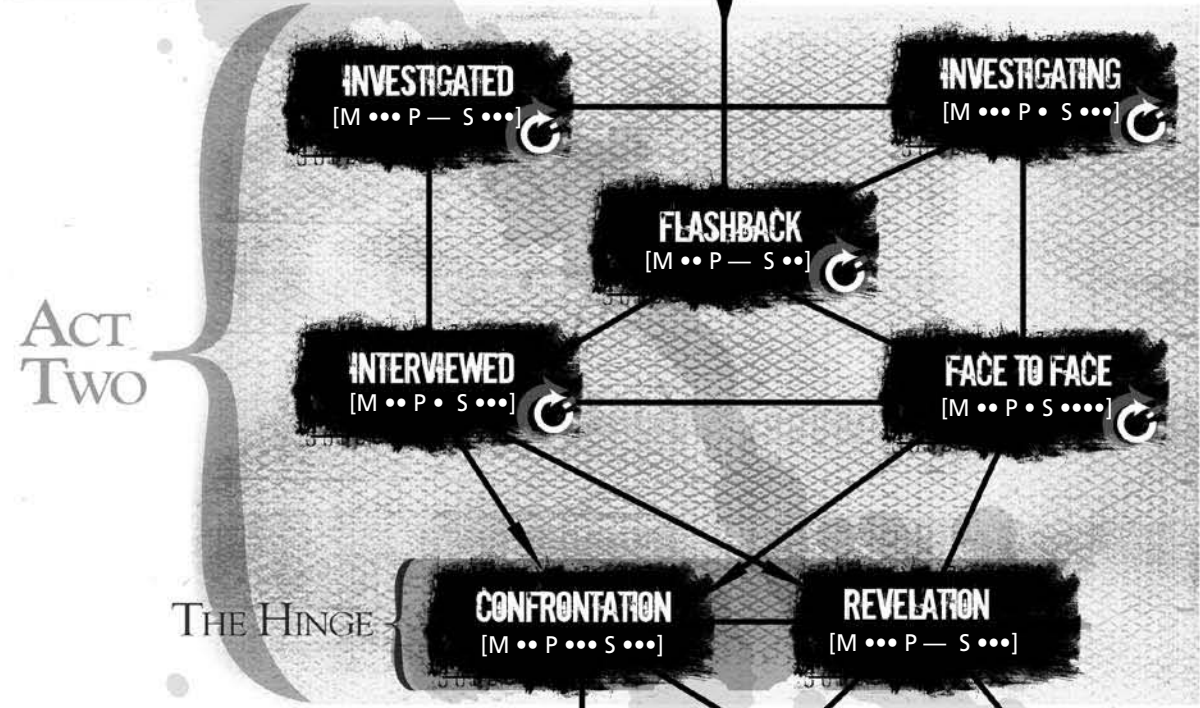 INVESTIGATED
[M ••• P — S •••]
INVESTIGATING
[M ••• P • S •••]
FLASHBACK
[M •• P — S ••]
ACT
TWO
INTERVIEWED
[M •• P • S •••]
FACE TO FACE
[M •• P • S ••••]
THE HINGE
CONFRONTATION
[M •• P ••• S •••]
REVELATION
[M ••• P — S •••]